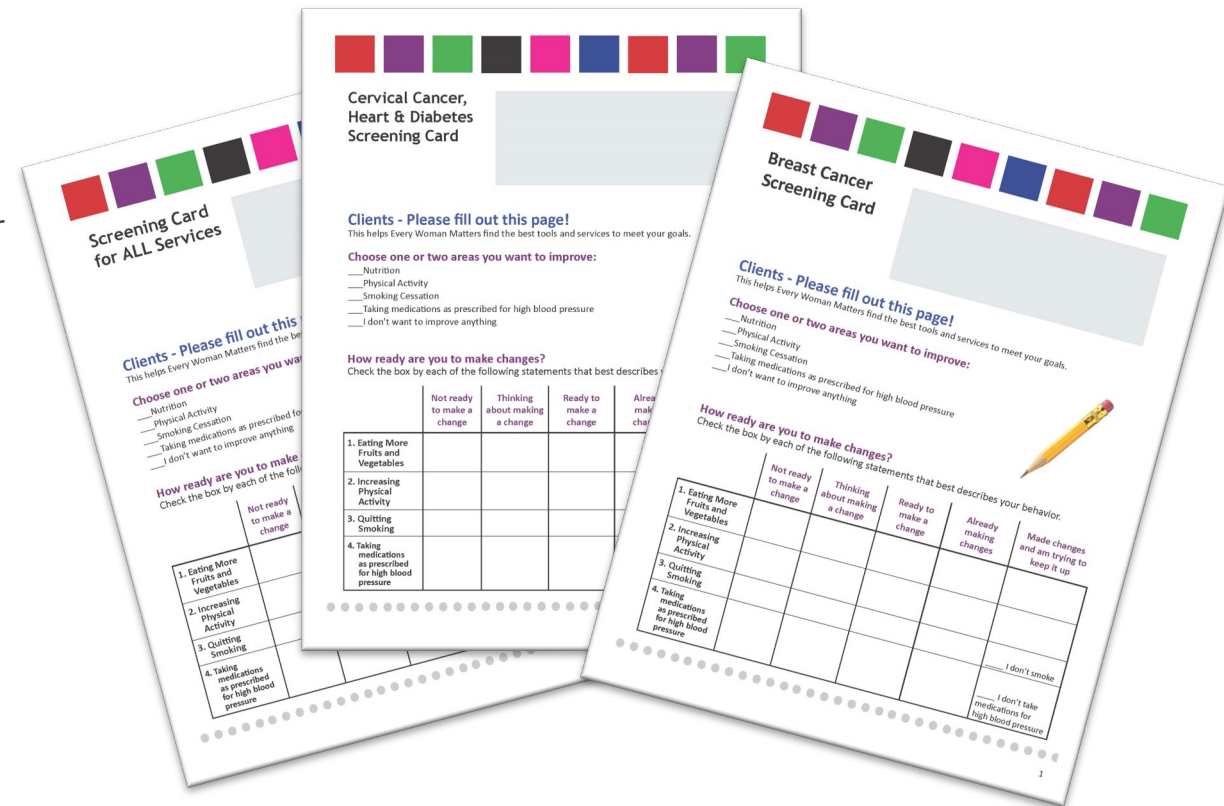 Screening Card
for ALL Services
Clients - Please fill out this
This helps Every Woman Matters find the
Choose one or two areas you
___Nutrition
___Physical Activity
___Smoking Cessation
___Taking medications as prescribed
___I don't want to improve anything
How ready are you to make
Check the box by each of the
Not ready
to make a
change
1. Eating More
Fruits and
Vegetables
2. Increasing
Physical
Activity
3. Quitting
Smoking
4. Taking
medications
as prescribed
for high blood
pressure
Cervical Cancer,
Heart & Diabetes
Screening Card
Clients - Please fill out this page!
This helps Every Woman Matters find the best tools and services to meet your goals.
Choose one or two areas you want to improve:
___Nutrition
___Physical Activity
___Smoking Cessation
___Taking medications as prescribed for high blood pressure
___I don't want to improve anything
How ready are you to make changes?
Check the box by each of the following statements that best describes
Not ready
to make a
change
Thinking
about making
a change
Ready to
make a
change
1. Eating More
Fruits and
Vegetables
2. Increasing
Physical
Activity
3. Quitting
Smoking
4. Taking
medications
as prescribed
for high blood
pressure
Breast Cancer
Screening Card
Clients - Please fill out this page!
This helps Every Woman Matters find the best tools and services to meet your goals.
Choose one or two areas you want to improve:
___Nutrition
___Physical Activity
___Smoking Cessation
___Taking medications as prescribed for high blood pressure
___I don't want to improve anything
How ready are you to make changes?
Check the box by each of the following statements that best describes your behavior.
Not ready
to make a
change
Thinking
about making
a change
Ready to
make a
change
Already
making
changes
Made changes
and am trying to
keep it up
1. Eating More
Fruits and
Vegetables
2. Increasing
Physical
Activity
3. Quitting
Smoking
____ I don't smoke
4. Taking
medications
as prescribed
for high blood
pressure
____ I don't take
medications for
high blood pressure
1